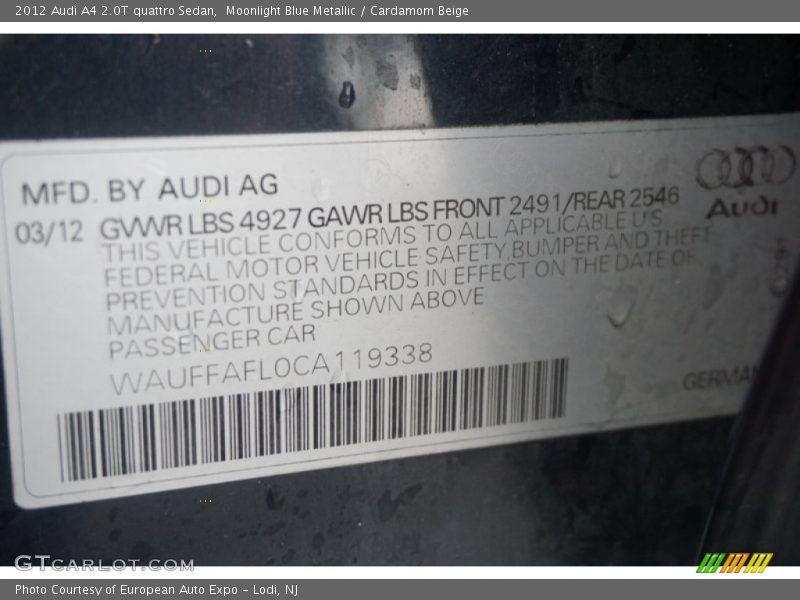 2012 Audi A4 2.0T quattro Sedan,  Moonlight Blue Metallic / Cardamom Beige
MFD. BY AUDI AG
03/12 GVWR LBS 4927 GAWR LBS FRONT 2491/REAR 2546
THIS VEHICLE CONFORMS TO ALL APPLICABLE U.S
FEDERAL MOTOR VEHICLE SAFETY,BUMPER AND THEFT
PREVENTION STANDARDS IN EFFECT ON THE DATE OF
MANUFACTURE SHOWN ABOVE
PASSENGER CAR
WAUFFAFL0CA119338
Audi
GERMAN
GTcarlot.com
Photo Courtesy of European Auto Expo - Lodi, NJ